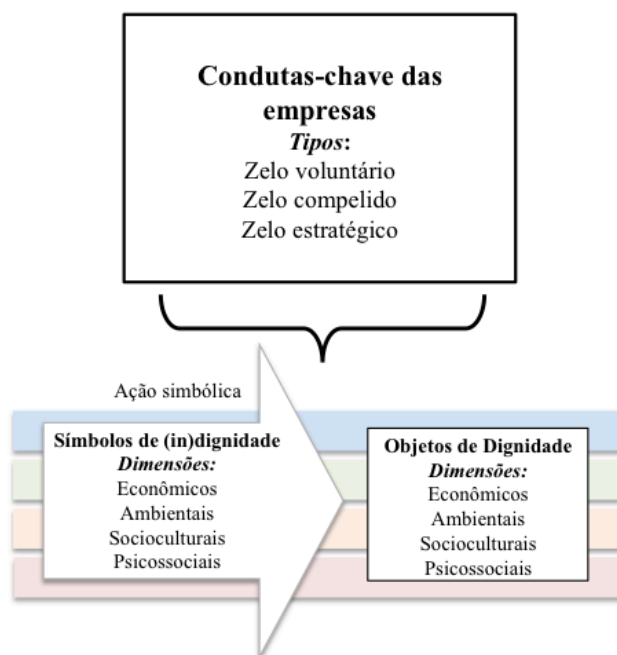 Condutas-chave das
empresas
Tipos:
Zelo voluntário
Zelo compelido
Zelo estratégico
Ação simbólica
Símbolos de (in)dignidade
Dimensões:
Econômicos
Ambientais
Socioculturais
Psicossociais
Objetos de Dignidade
Dimensões:
Econômicos
Ambientais
Socioculturais
Psicossociais